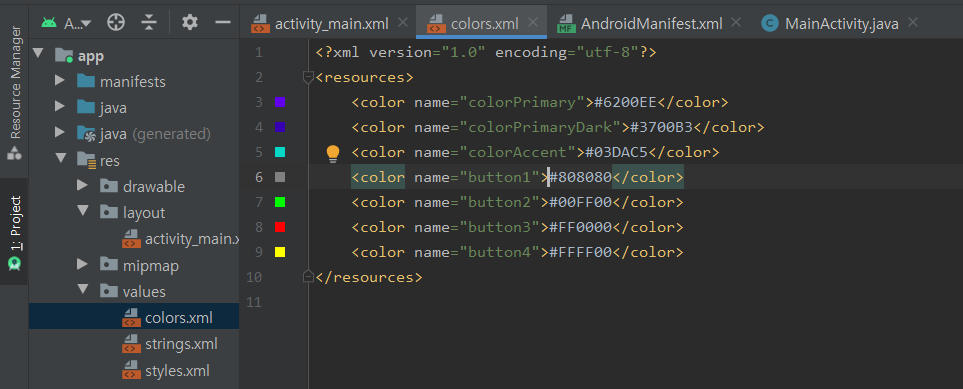 A...
activity_main.xml
colors.xml
AndroidManifest.xml
MainActivity.java
Resource Manager
1: Project
app
manifests
java
java (generated)
res
drawable
layout
activity_main.x
mipmap
values
colors.xml
strings.xml
styles.xml
1 <?xml version="1.0" encoding="utf-8"?>
2 <resources>
3 <color name="colorPrimary">#6200EE</color>
4 <color name="colorPrimaryDark">#3700B3</color>
5 <color name="colorAccent">#03DAC5</color>
6 <color name="button1">#808080</color>
7 <color name="button2">#00FF00</color>
8 <color name="button3">#FF0000</color>
9 <color name="button4">#FFFF00</color>
10 </resources>
11